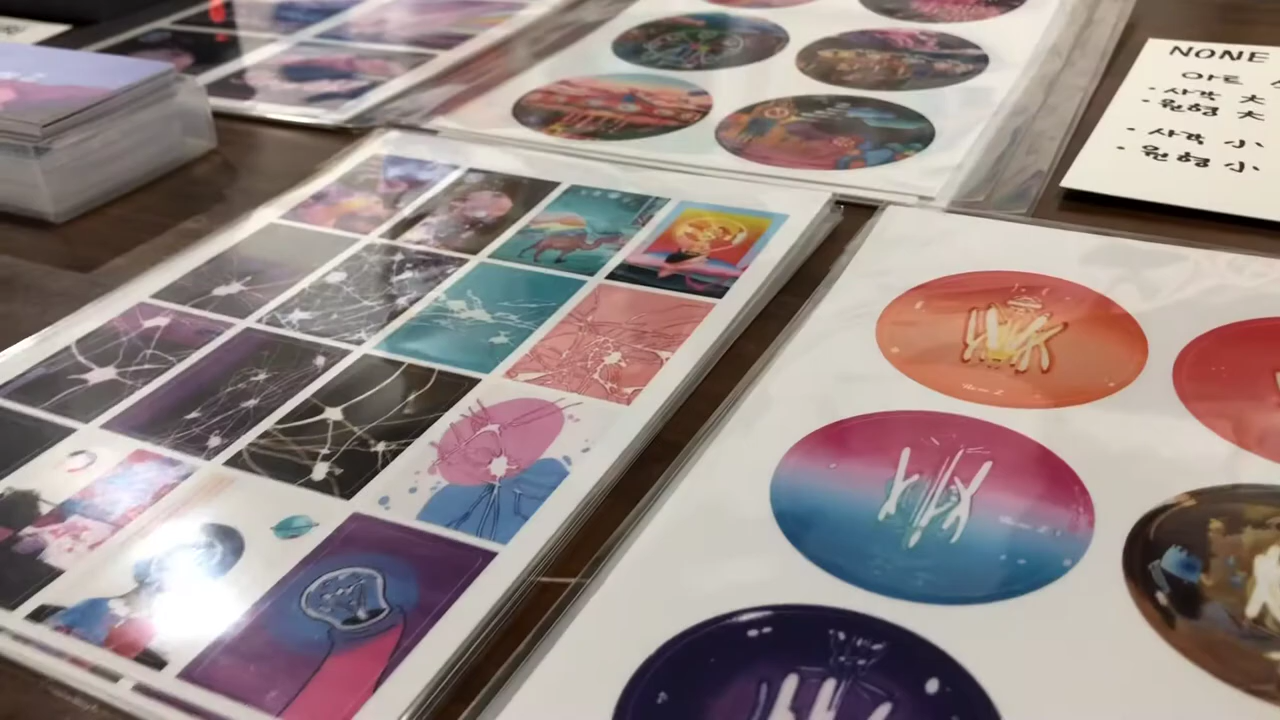 NONE
아트
· 사각 大
· 원형 大
· 사각 小
· 원형 小